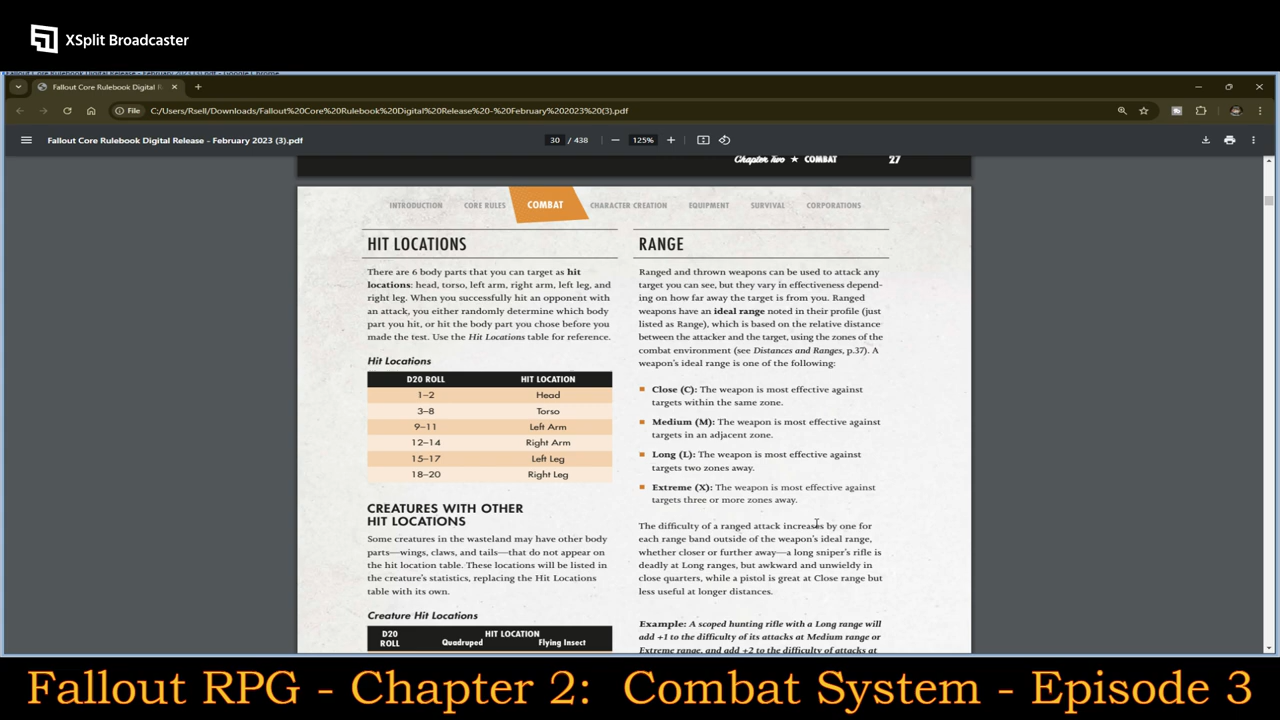 XSplit Broadcaster
Fallout Core Rulebook Digital R
File
C:/Users/Rsell/Downloads/Fallout%20Core%20Rulebook%20Digital%20Release%20-%20February%202023%20(3).pdf
Fallout Core Rulebook Digital Release - February 2023 (3).pdf
30 / 438
125%
Chapter Two ★ COMBAT 27
INTRODUCTION CORE RULES COMBAT CHARACTER CREATION EQUIPMENT SURVIVAL CORPORATIONS
HIT LOCATIONS
There are 6 body parts that you can target as hit
locations: head, torso, left arm, right arm, left leg, and
right leg. When you successfully hit an opponent with
an attack, you either randomly determine which body
part you hit, or hit the body part you chose before you
made the test. Use the Hit Locations table for reference.
Hit Locations
D20 ROLL HIT LOCATION
1–2 Head
3–8 Torso
9–11 Left Arm
12–14 Right Arm
15–17 Left Leg
18–20 Right Leg
CREATURES WITH OTHER
HIT LOCATIONS
Some creatures in the wasteland may have other body
parts—wings, claws, and tails—that do not appear on
the hit location table. These locations will be listed in
the creature's statistics, replacing the Hit Locations
table with its own.
Creature Hit Locations
D20
ROLL
HIT LOCATION
Quadruped Flying Insect
RANGE
Ranged and thrown weapons can be used to attack any
target you can see, but they vary in effectiveness depend-
ing on how far away the target is from you. Ranged
weapons have an ideal range noted in their profile (just
listed as Range), which is based on the relative distance
between the attacker and the target, using the zones of the
combat environment (see Distances and Ranges, p.37). A
weapon's ideal range is one of the following:
Close (C): The weapon is most effective against
targets within the same zone.
Medium (M): The weapon is most effective against
targets in an adjacent zone.
Long (L): The weapon is most effective against
targets two zones away.
Extreme (X): The weapon is most effective against
targets three or more zones away.
The difficulty of a ranged attack increases by one for
each range band outside of the weapon's ideal range,
whether closer or further away—a long sniper's rifle is
deadly at Long ranges, but awkward and unwieldy in
close quarters, while a pistol is great at Close range but
less useful at longer distances.
Example: A scoped hunting rifle with a Long range will
add +1 to the difficulty of its attacks at Medium range or
Extreme range, and add +2 to the difficulty of attacks at
Fallout RPG - Chapter 2: Combat System - Episode 3